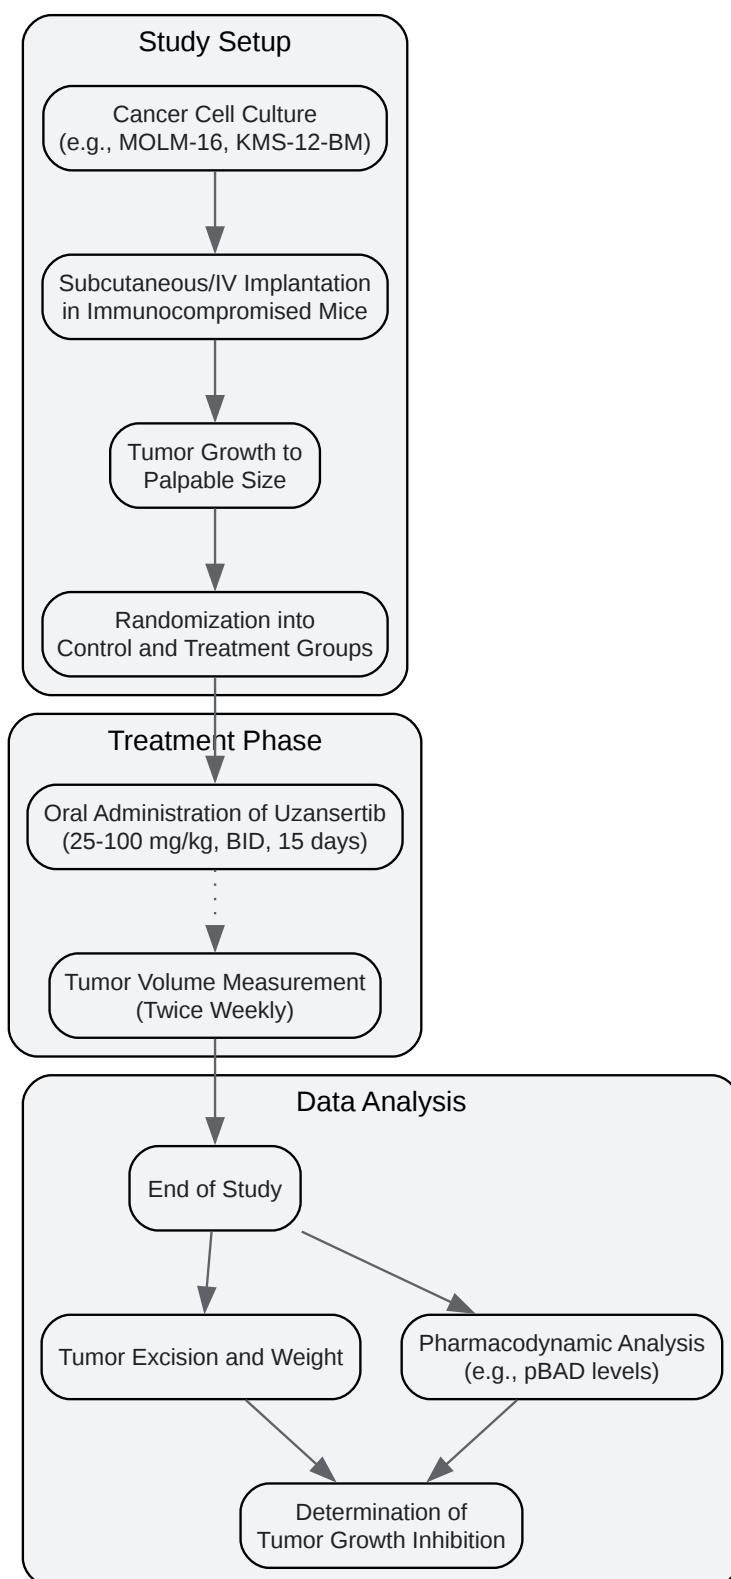 Study Setup
Cancer Cell Culture
(e.g., MOLM-16, KMS-12-BM)
Subcutaneous/IV Implantation
in Immunocompromised Mice
Tumor Growth to
Palpable Size
Randomization into
Control and Treatment Groups
Treatment Phase
Oral Administration of Uzansertib
(25-100 mg/kg, BID, 15 days)
Tumor Volume Measurement
(Twice Weekly)
Data Analysis
End of Study
Tumor Excision and Weight
Pharmacodynamic Analysis
(e.g., pBAD levels)
Determination of
Tumor Growth Inhibition